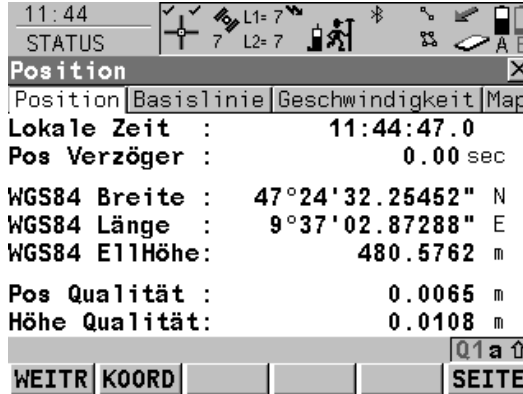 11:44
STATUS
7
L1= 7
L2= 7
A
Position
Position Basislinie Geschwindigkeit Map
Lokale Zeit : 11:44:47.0
Pos Verzöger : 0.00 sec
WGS84 Breite : 47°24'32.25452" N
WGS84 Länge : 9°37'02.87288" E
WGS84 EllHöhe: 480.5762 m
Pos Qualität : 0.0065 m
Höhe Qualität: 0.0108 m
Q1 a
WEITR KOORD SEITE